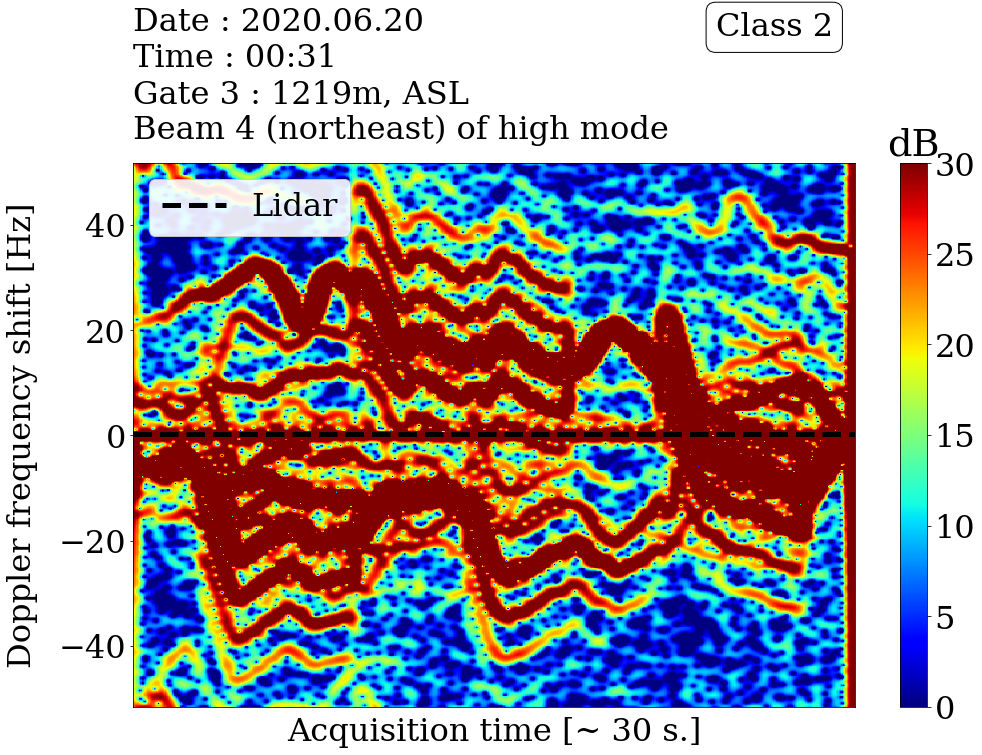 Date : 2020.06.20
Time : 00:31
Gate 3 : 1219m, ASL
Beam 4 (northeast) of high mode
Class 2
dB
Lidar
Doppler frequency shift [Hz]
40
20
0
−20
−40
Acquisition time [~ 30 s.]
30
25
20
15
10
5
0